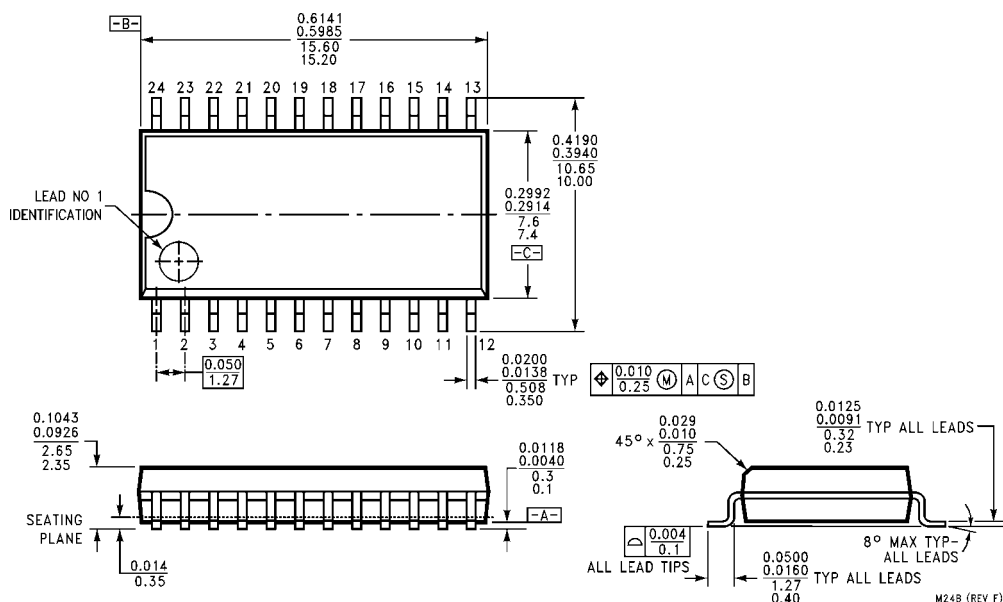 -B-
0.6141
0.5985
15.60
15.20
24 23 22 21 20 19 18 17 16 15 14 13
0.4190
0.3940
10.65
10.00
LEAD NO 1
IDENTIFICATION
0.2992
0.2914
7.6
7.4
-C-
1 2 3 4 5 6 7 8 9 10 11 12
0.050
1.27
0.0200
0.0138
0.508
0.350
TYP
0.010
0.25
M A C S B
0.1043
0.0926
2.65
2.35
0.0118
0.0040
0.3
0.1
-A-
SEATING
PLANE
0.014
0.35
45° x
0.029
0.010
0.75
0.25
0.0125
0.0091
0.32
0.23
TYP ALL LEADS
0.004
0.1
ALL LEAD TIPS
8° MAX TYP-
ALL LEADS
0.0500
0.0160
1.27
0.40
TYP ALL LEADS
M24B (REV F)